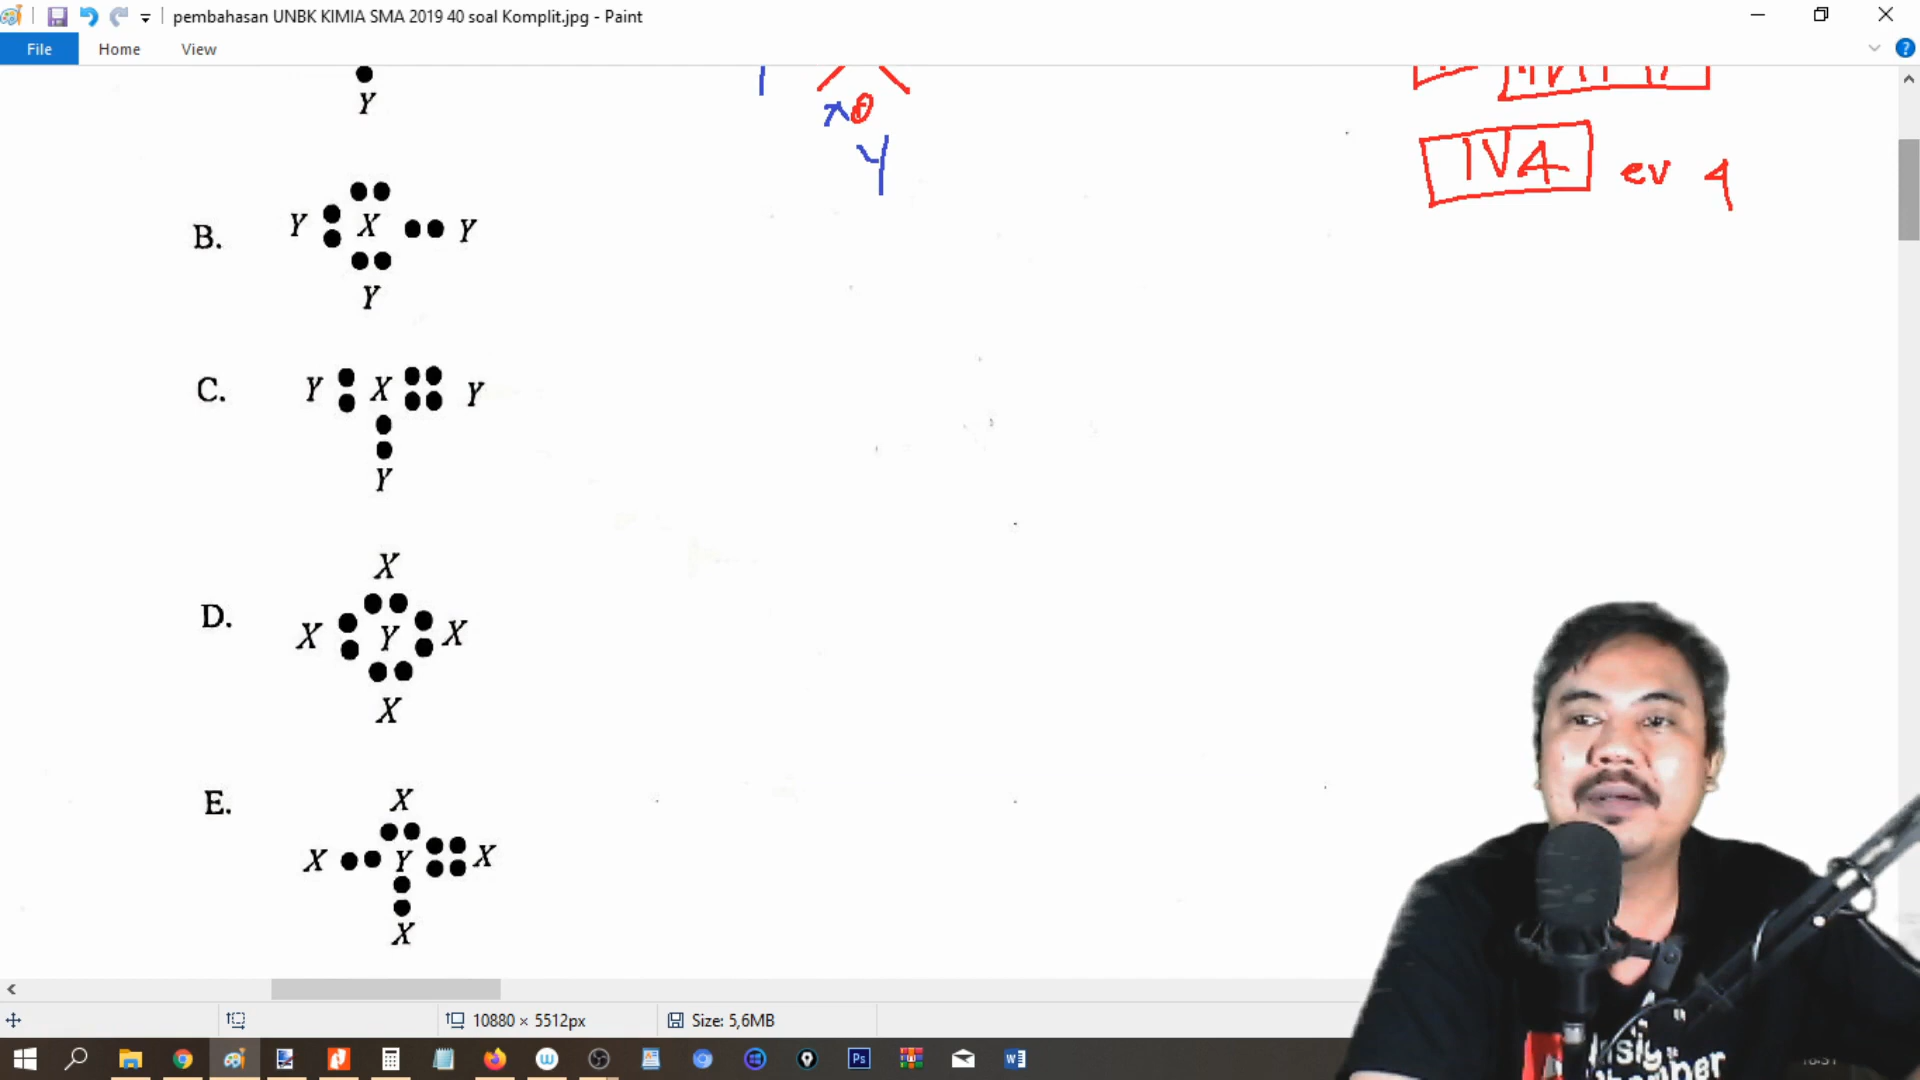 pembahasan UNBK KIMIA SMA 2019 40 soal Komplit.jpg - Paint
File Home View
Y
Y
IVA ev 4
B. Y X Y
Y
C. Y X Y
Y
X
D. X Y X
X
E. X
X Y X
X
10880 × 5512px Size: 5,6MB